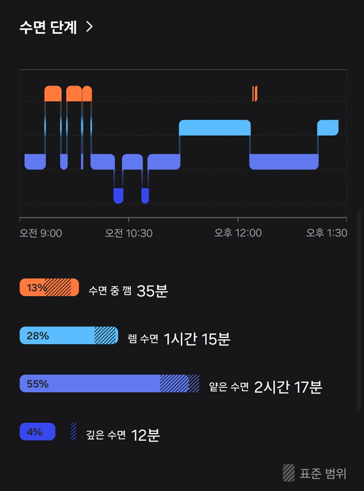 수면 단계 >
오전 9:00 오전 10:30 오후 12:00 오후 1:30
13% 수면 중 깸 35분
28% 렘 수면 1시간 15분
55% 얕은 수면 2시간 17분
4% 깊은 수면 12분
표준 범위